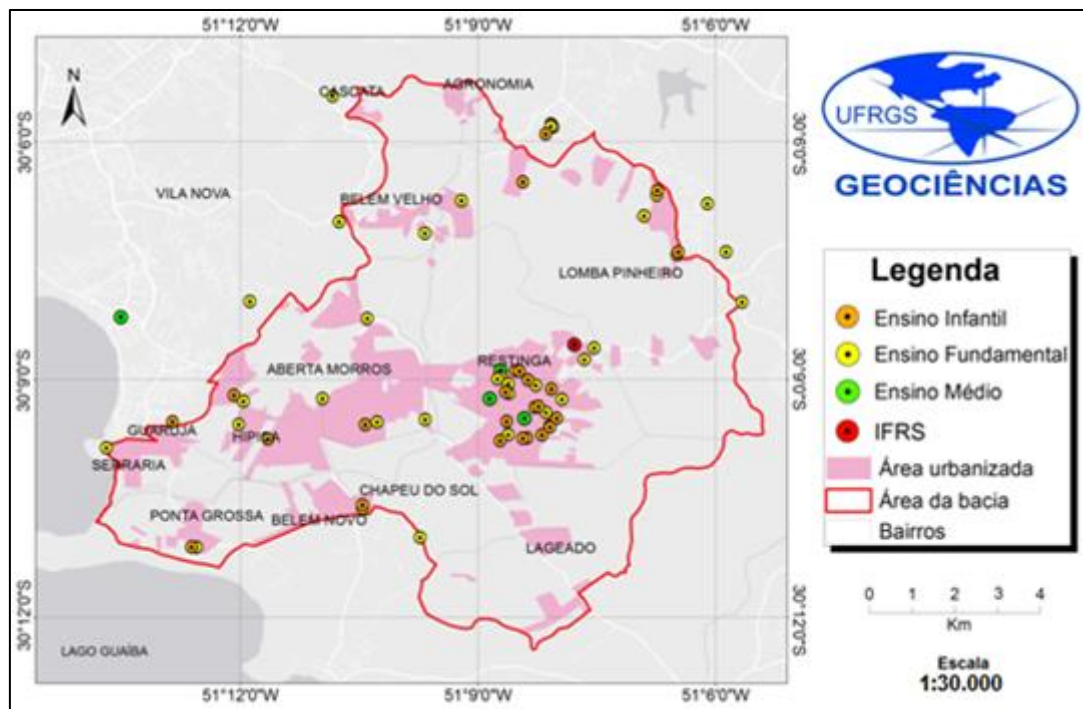 51°12'0"W 51°9'0"W 51°6'0"W
N
30°6'0"S
30°9'0"S
30°12'0"S
CASCATA
AGRONOMIA
VILA NOVA
BELEM VELHO
LOMBA PINHEIRO
ABERTA MORROS
RESTINGA
GUARUJA
HIPICA
SERRARIA
CHAPEU DO SOL
PONTA GROSSA
BELEM NOVO
LAGEADO
LAGO GUAÍBA
30°6'0"S
30°9'0"S
30°12'0"S
51°12'0"W 51°9'0"W 51°6'0"W
UFRGS
GEOCIÊNCIAS
Legenda
Ensino Infantil
Ensino Fundamental
Ensino Médio
IFRS
Área urbanizada
Área da bacia
Bairros
0 1 2 3 4
Km
Escala
1:30.000